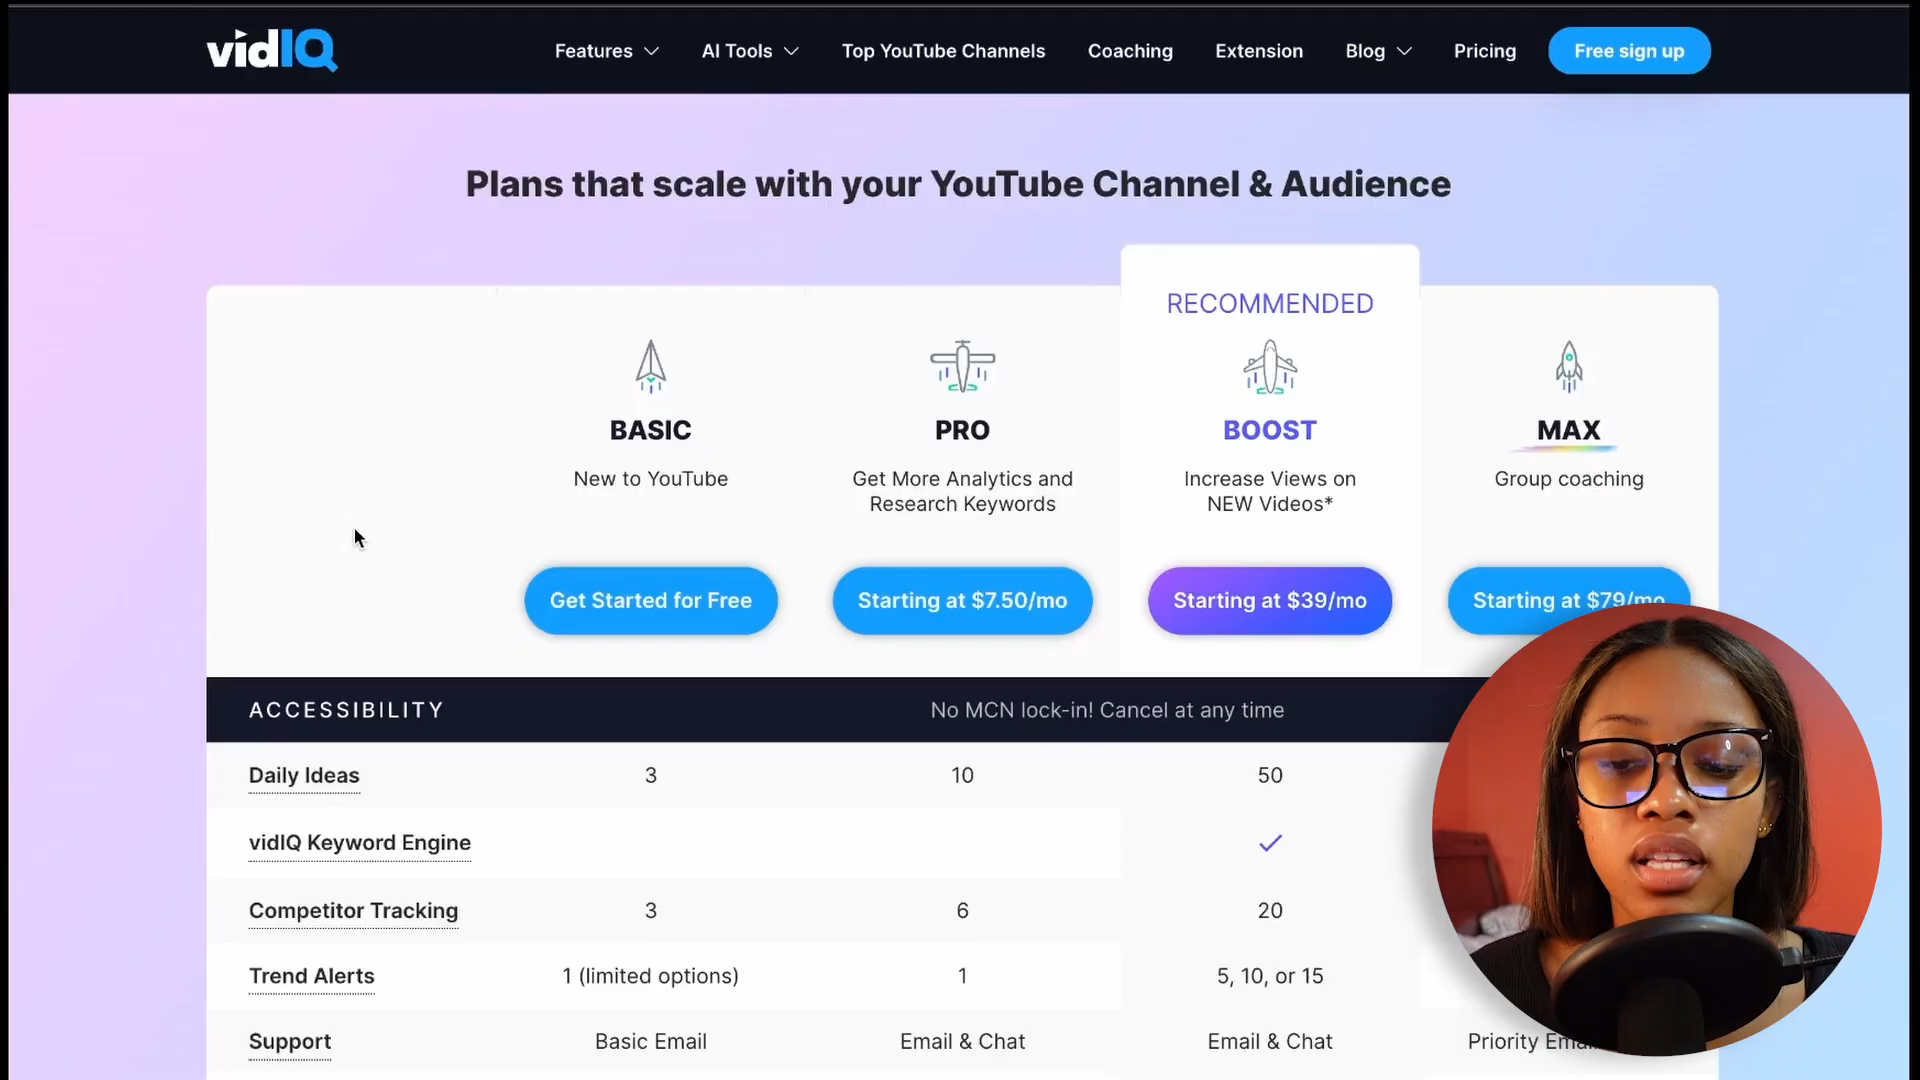 vidIQ
Features
AI Tools
Top YouTube Channels
Coaching
Extension
Blog
Pricing
Free sign up
Plans that scale with your YouTube Channel & Audience
RECOMMENDED
BASIC
PRO
BOOST
MAX
New to YouTube
Get More Analytics and
Research Keywords
Increase Views on
NEW Videos*
Group coaching
Get Started for Free
Starting at $7.50/mo
Starting at $39/mo
Starting at $79/mo
ACCESSIBILITY
No MCN lock-in! Cancel at any time
Daily Ideas 3 10 50
vidIQ Keyword Engine
Competitor Tracking 3 6 20
Trend Alerts 1 (limited options) 1 5, 10, or 15
Support Basic Email Email & Chat Email & Chat Priority